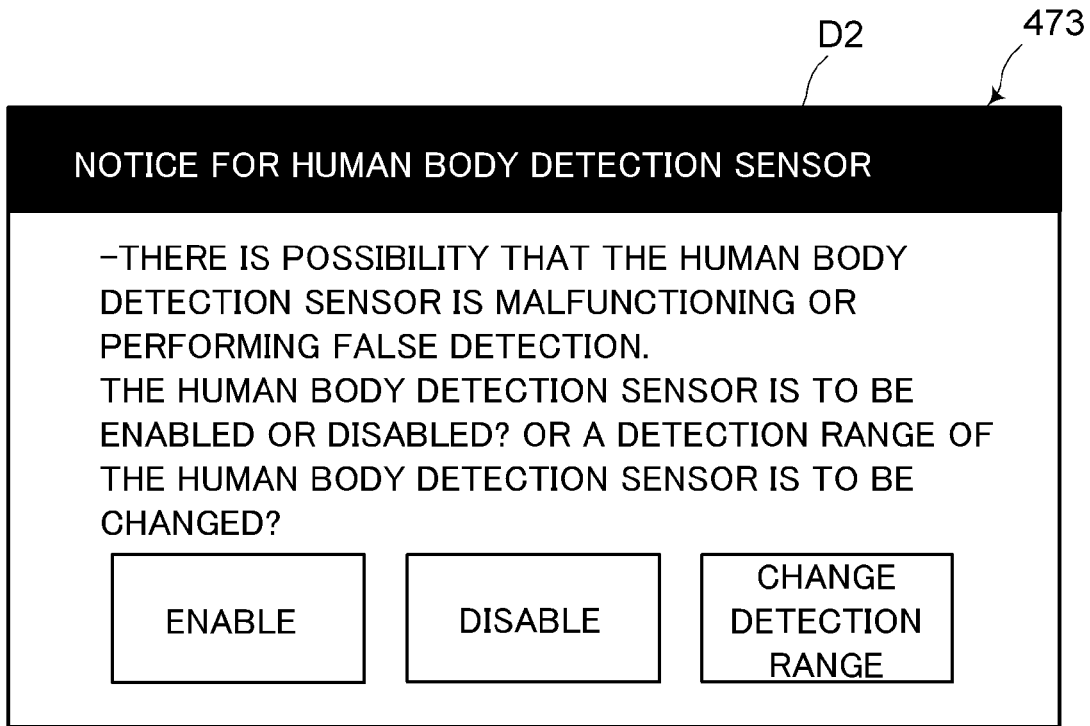 D2
473
NOTICE FOR HUMAN BODY DETECTION SENSOR
-THERE IS POSSIBILITY THAT THE HUMAN BODY
DETECTION SENSOR IS MALFUNCTIONING OR
PERFORMING FALSE DETECTION.
THE HUMAN BODY DETECTION SENSOR IS TO BE
ENABLED OR DISABLED? OR A DETECTION RANGE OF
THE HUMAN BODY DETECTION SENSOR IS TO BE
CHANGED?
ENABLE
DISABLE
CHANGE
DETECTION
RANGE